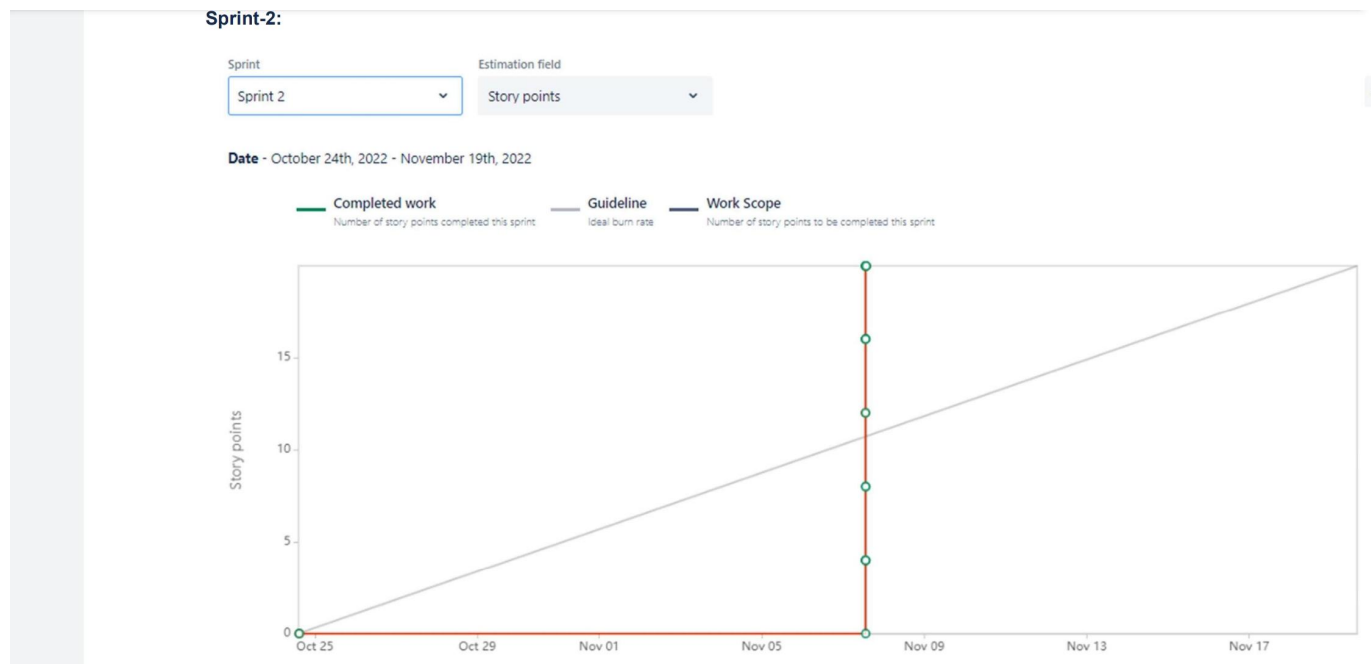 Sprint-2:
Sprint Estimation field
Sprint 2 Story points
Date - October 24th, 2022 - November 19th, 2022
Completed work Guideline Work Scope
Number of story points completed this sprint Ideal burn rate Number of story points to be completed this sprint
15
10
5
0
Story points
Oct 25 Oct 29 Nov 01 Nov 05 Nov 09 Nov 13 Nov 17